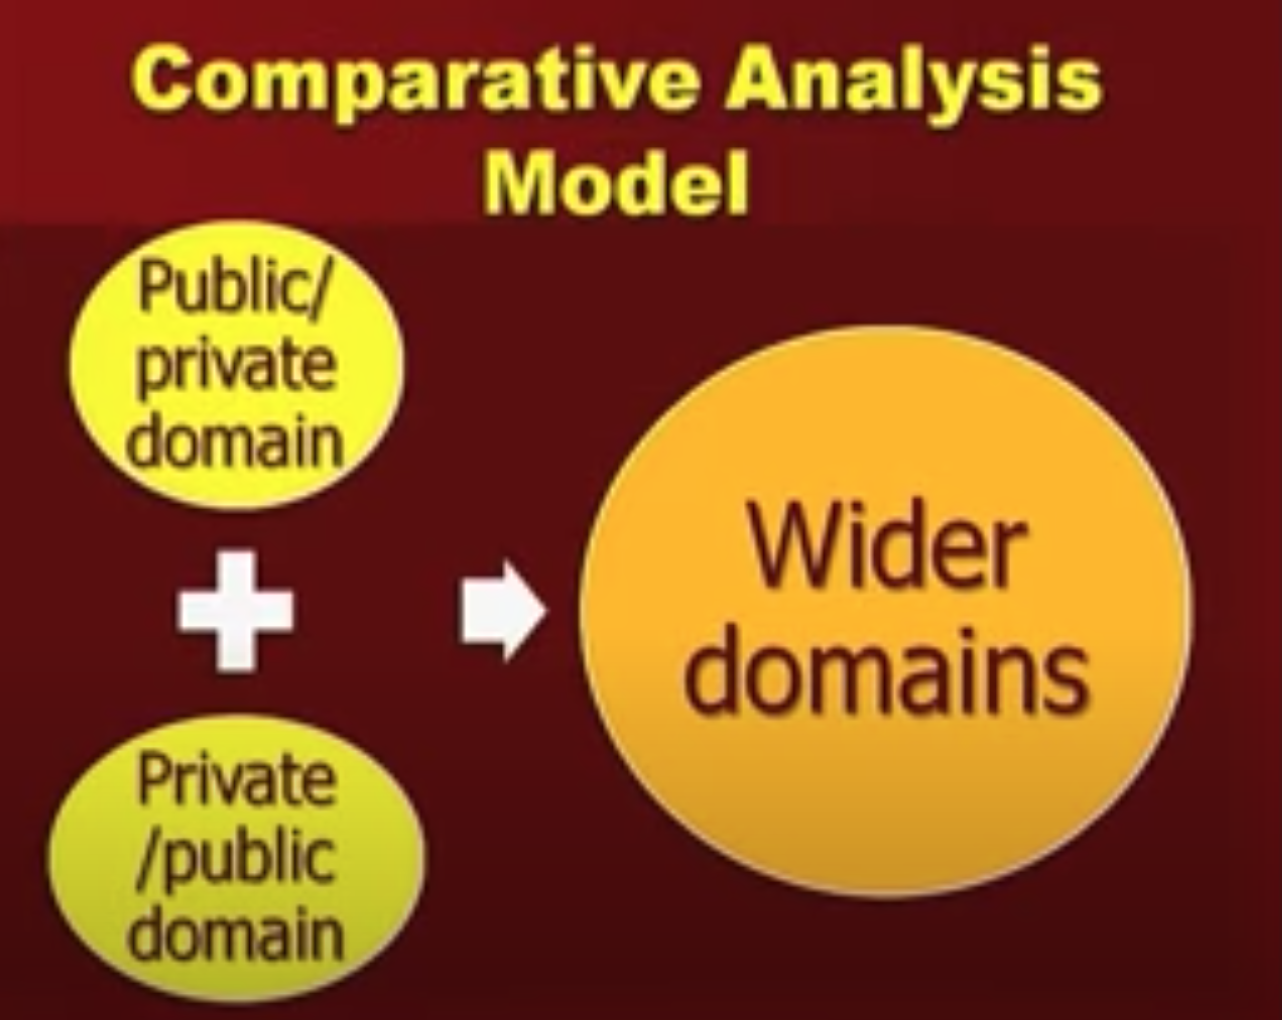 Comparative Analysis
Model
Public/
private
domain
Private
/public
domain
Wider
domains